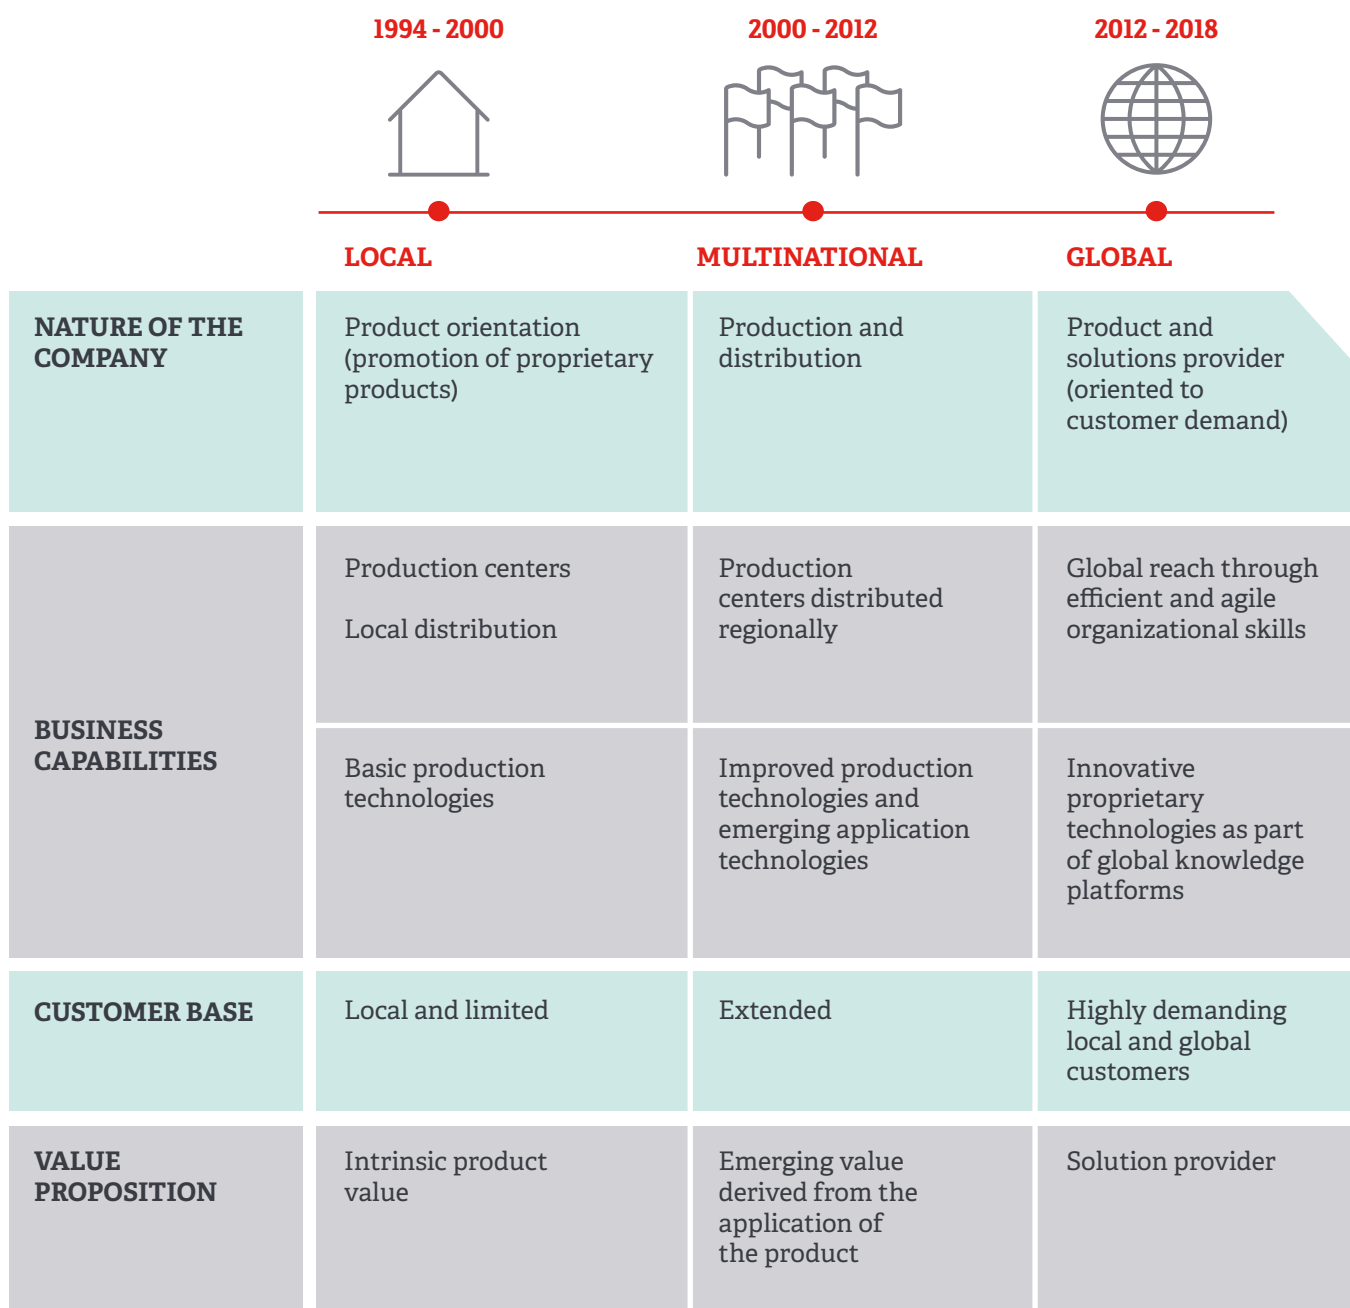 1994 - 2000
2000 - 2012
2012 - 2018
LOCAL
MULTINATIONAL
GLOBAL
NATURE OF THE
COMPANY
Product orientation
(promotion of proprietary
products)
Production and
distribution
Product and
solutions provider
(oriented to
customer demand)
BUSINESS
CAPABILITIES
Production centers
Local distribution
Production
centers distributed
regionally
Global reach through
efficient and agile
organizational skills
Basic production
technologies
Improved production
technologies and
emerging application
technologies
Innovative
proprietary
technologies as part
of global knowledge
platforms
CUSTOMER BASE
Local and limited
Extended
Highly demanding
local and global
customers
VALUE
PROPOSITION
Intrinsic product
value
Emerging value
derived from the
application of
the product
Solution provider